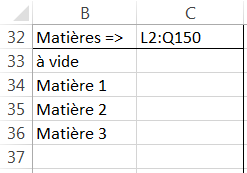 B C
32 Matières => L2:Q150
33 à vide
34 Matière 1
35 Matière 2
36 Matière 3
37